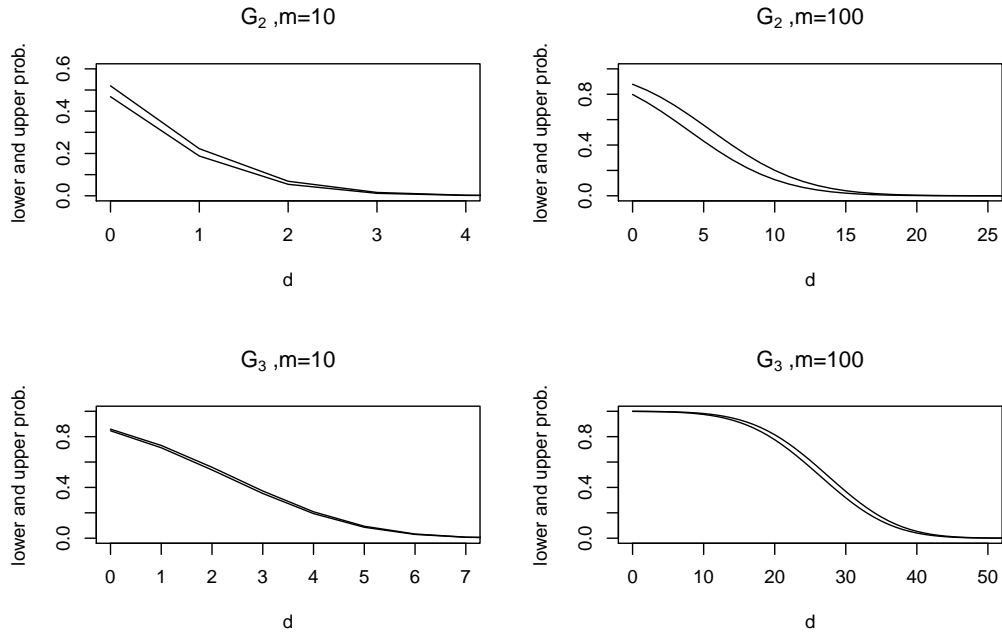 G2 ,m=10
lower and upper prob.
0.0 0.2 0.4 0.6
0 1 2 3 4
d
G2 ,m=100
lower and upper prob.
0.0 0.4 0.8
0 5 10 15 20 25
d
G3 ,m=10
lower and upper prob.
0.0 0.4 0.8
0 1 2 3 4 5 6 7
d
G3 ,m=100
lower and upper prob.
0.0 0.4 0.8
0 10 20 30 40 50
d